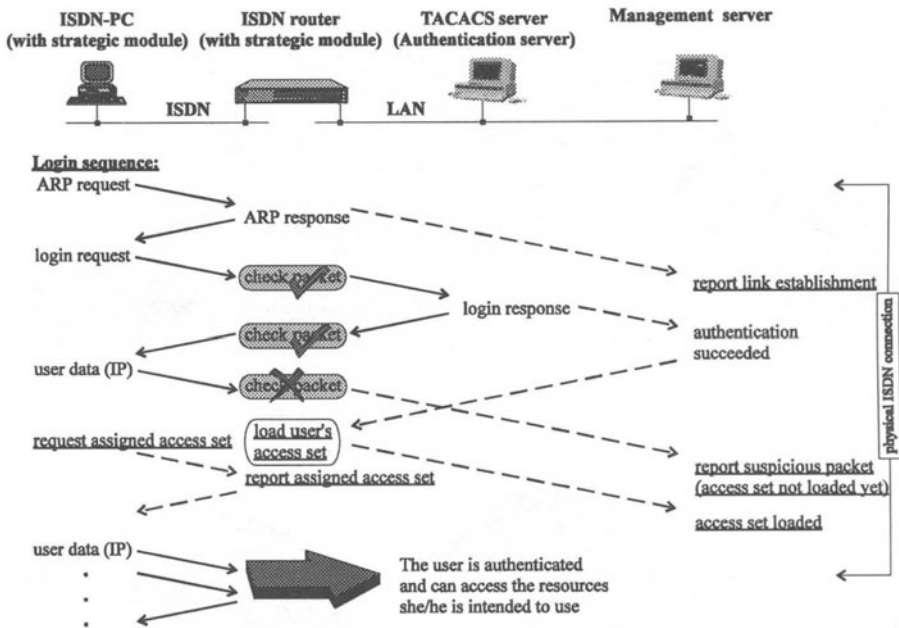 ISDN-PC
(with strategic module)
ISDN router
(with strategic module)
TACACS server
(Authentication server)
Management server
ISDN
LAN
Login sequence:
ARP request
ARP response
login request
check packet
report link establishment
login response
check packet
authentication
succeeded
user data (IP)
check packet
load user's
access set
request assigned access set
report assigned access set
report suspicious packet
(access set not loaded yet)
access set loaded
physical ISDN connection
user data (IP)
The user is authenticated
and can access the resources
she/he is intended to use